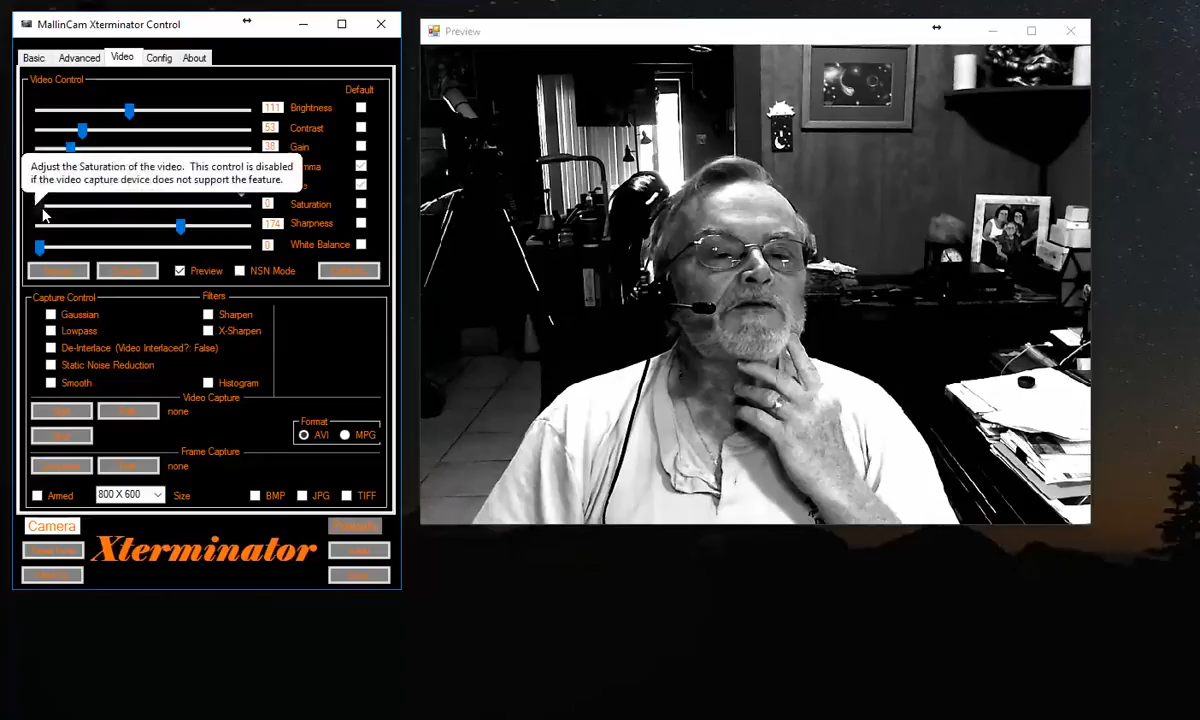 MallinCam Xterminator Control
Basic
Advanced
Video
Config
About
Video Control
Default
111 Brightness
53 Contrast
38 Gain
Adjust the Saturation of the video. This control is disabled
if the video capture device does not support the feature.
0 Saturation
174 Sharpness
0 White Balance
Preview
NSN Mode
Capture Control
Filters
Gaussian
Sharpen
Lowpass
X-Sharpen
De-Interlace (Video Interlaced?: False)
Static Noise Reduction
Smooth
Histogram
Video Capture
none
Format
AVI
MPG
Frame Capture
none
Armed
800 X 600
Size
BMP
JPG
TIFF
Camera
Xterminator
Preview